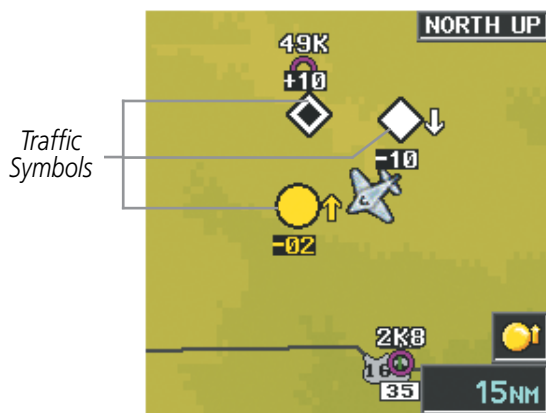 NORTH UP
49K
+10
-10
Traffic
Symbols
-02
2K8
16
35
15NM